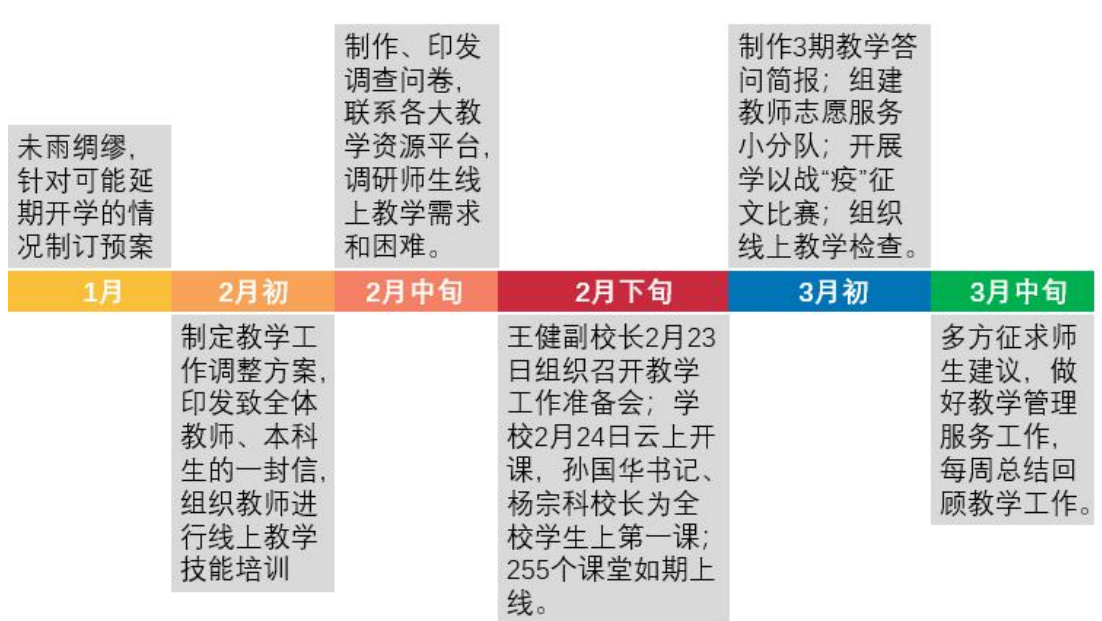 未雨绸缪,
针对可能延
期开学的情
况制订预案
制作、印发
调查问卷,
联系各大教
学资源平台,
调研师生线
上教学需求
和困难。
制作3期教学答
问简报；组建
教师志愿服务
小分队；开展
学以战“疫”征
文比赛；组织
线上教学检查。
1月
2月初
2月中旬
2月下旬
3月初
3月中旬
制定教学工
作调整方案,
印发致全体
教师、本科
生的一封信,
组织教师进
行线上教学
技能培训
王健副校长2月23
日组织召开教学
工作准备会；学
校2月24日云上开
课，孙国华书记、
杨宗科校长为全
校学生上第一课；
255个课堂如期上
线。
多方征求师
生建议，做
好教学管理
服务工作,
每周总结回
顾教学工作。